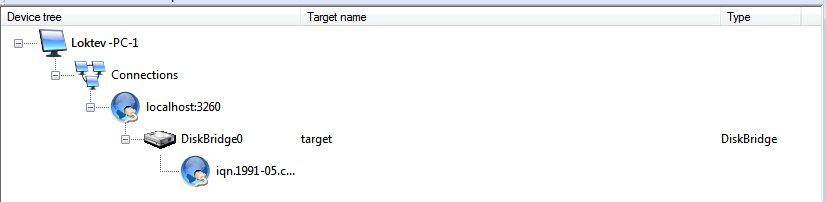 Device tree Target name Type
Loktev -PC-1
Connections
localhost:3260
DiskBridge0 target DiskBridge
iqn.1991-05.c...